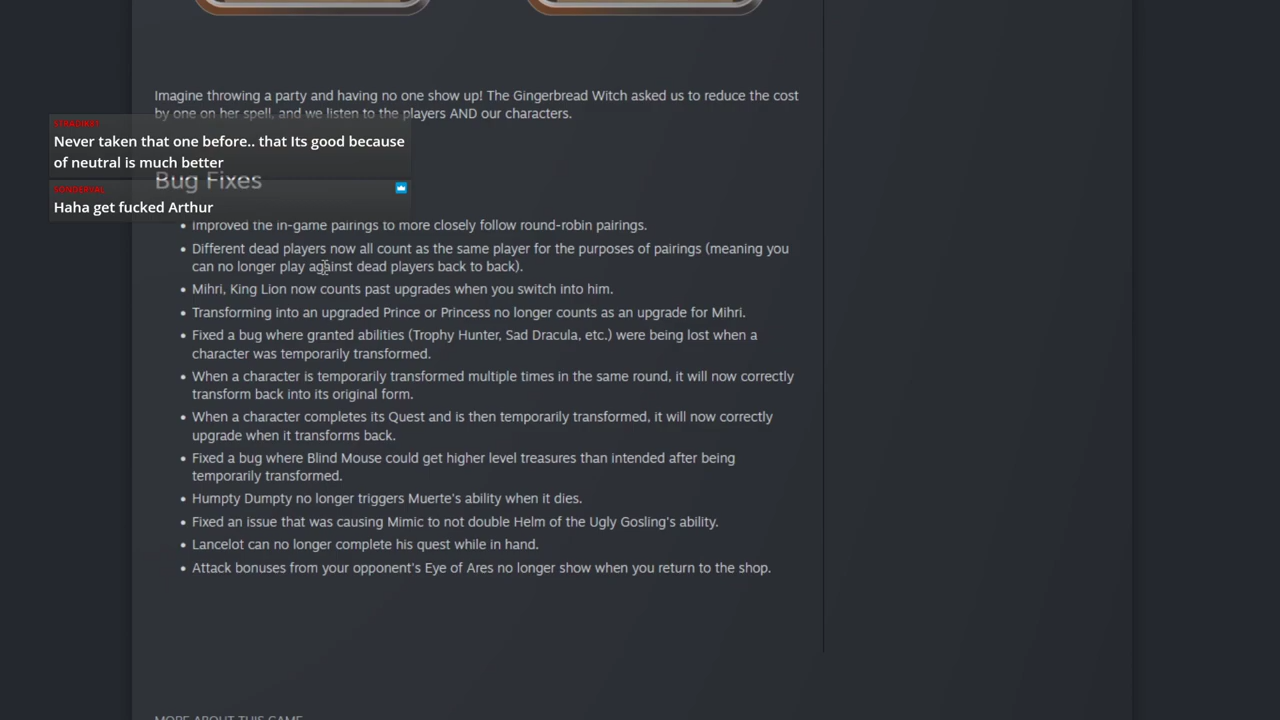 Imagine throwing a party and having no one show up! The Gingerbread Witch asked us to reduce the cost
by one on her spell, and we listen to the players AND our characters.
Never taken that one before.. that Its good because
of neutral is much better
Bug Fixes
SONDERVAL
Haha get fucked Arthur
• Improved the in-game pairings to more closely follow round-robin pairings.
• Different dead players now all count as the same player for the purposes of pairings (meaning you
can no longer play against dead players back to back).
• Mihri, King Lion now counts past upgrades when you switch into him.
• Transforming into an upgraded Prince or Princess no longer counts as an upgrade for Mihri.
• Fixed a bug where granted abilities (Trophy Hunter, Sad Dracula, etc.) were being lost when a
character was temporarily transformed.
• When a character is temporarily transformed multiple times in the same round, it will now correctly
transform back into its original form.
• When a character completes its Quest and is then temporarily transformed, it will now correctly
upgrade when it transforms back.
• Fixed a bug where Blind Mouse could get higher level treasures than intended after being
temporarily transformed.
• Humpty Dumpty no longer triggers Muerte's ability when it dies.
• Fixed an issue that was causing Mimic to not double Helm of the Ugly Gosling's ability.
• Lancelot can no longer complete his quest while in hand.
• Attack bonuses from your opponent's Eye of Ares no longer show when you return to the shop.
MORE ABOUT THIS GAME